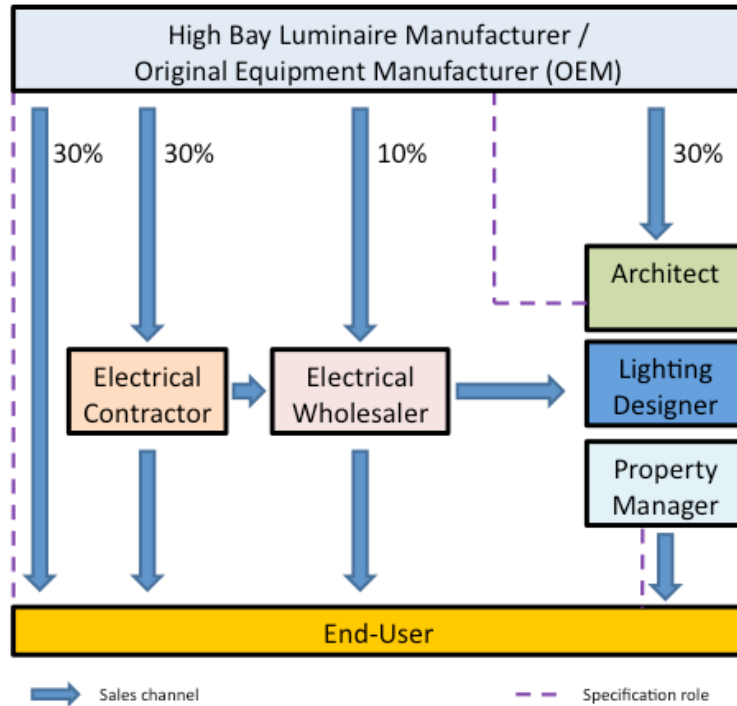 High Bay Luminaire Manufacturer /
Original Equipment Manufacturer (OEM)
30%
30%
10%
30%
Architect
Electrical
Contractor
Electrical
Wholesaler
Lighting
Designer
Property
Manager
End-User
Sales channel
Specification role